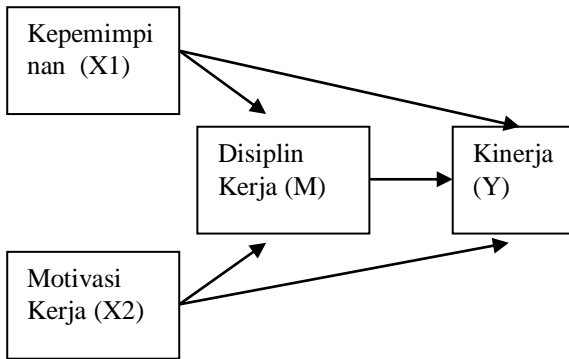 Kepemimpi
nan (X1)
Disiplin
Kerja (M)
Kinerja
(Y)
Motivasi
Kerja (X2)